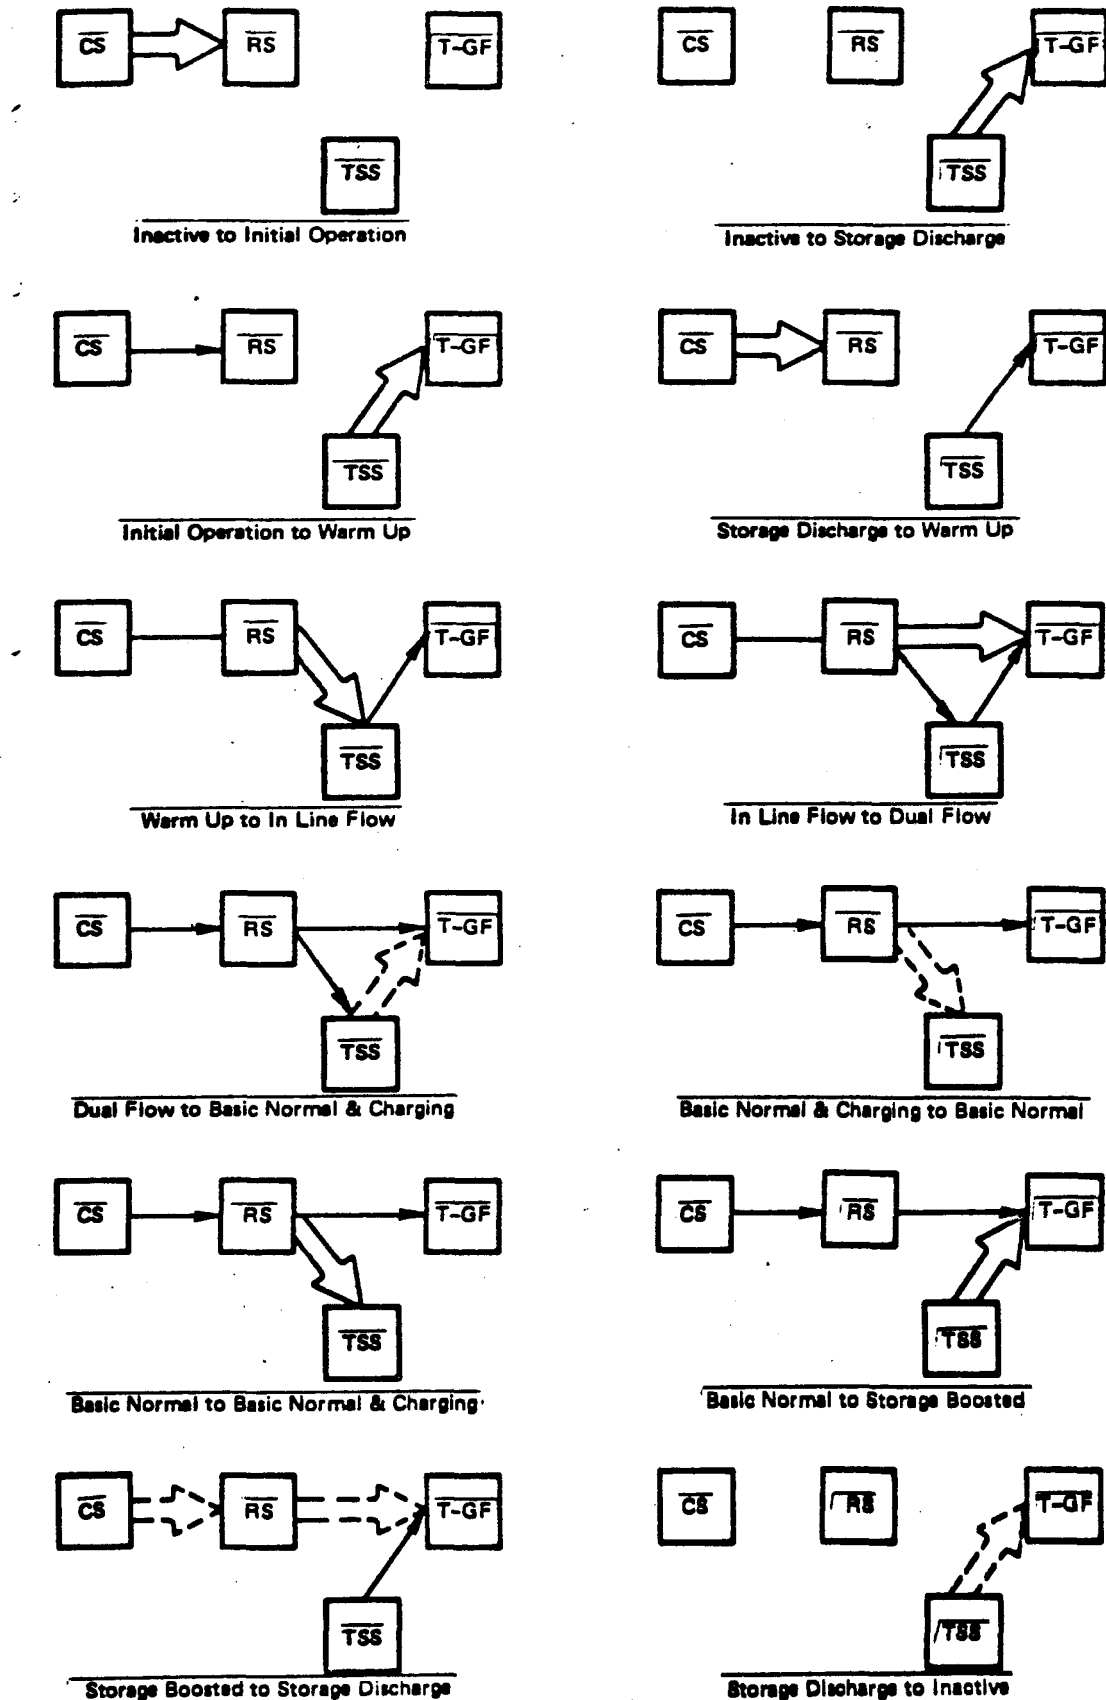 CS RS T-GF
TSS
Inactive to Initial Operation
CS RS T-GF
TSS
Inactive to Storage Discharge
CS RS T-GF
TSS
Initial Operation to Warm Up
CS RS T-GF
TSS
Storage Discharge to Warm Up
CS RS T-GF
TSS
Warm Up to In Line Flow
CS RS T-GF
TSS
In Line Flow to Dual Flow
CS RS T-GF
TSS
Dual Flow to Basic Normal & Charging
CS RS T-GF
TSS
Basic Normal & Charging to Basic Normal
CS RS T-GF
TSS
Basic Normal to Basic Normal & Charging
CS RS T-GF
TSS
Basic Normal to Storage Boosted
CS RS T-GF
TSS
Storage Boosted to Storage Discharge
CS RS T-GF
TSS
Storage Discharge to Inactive